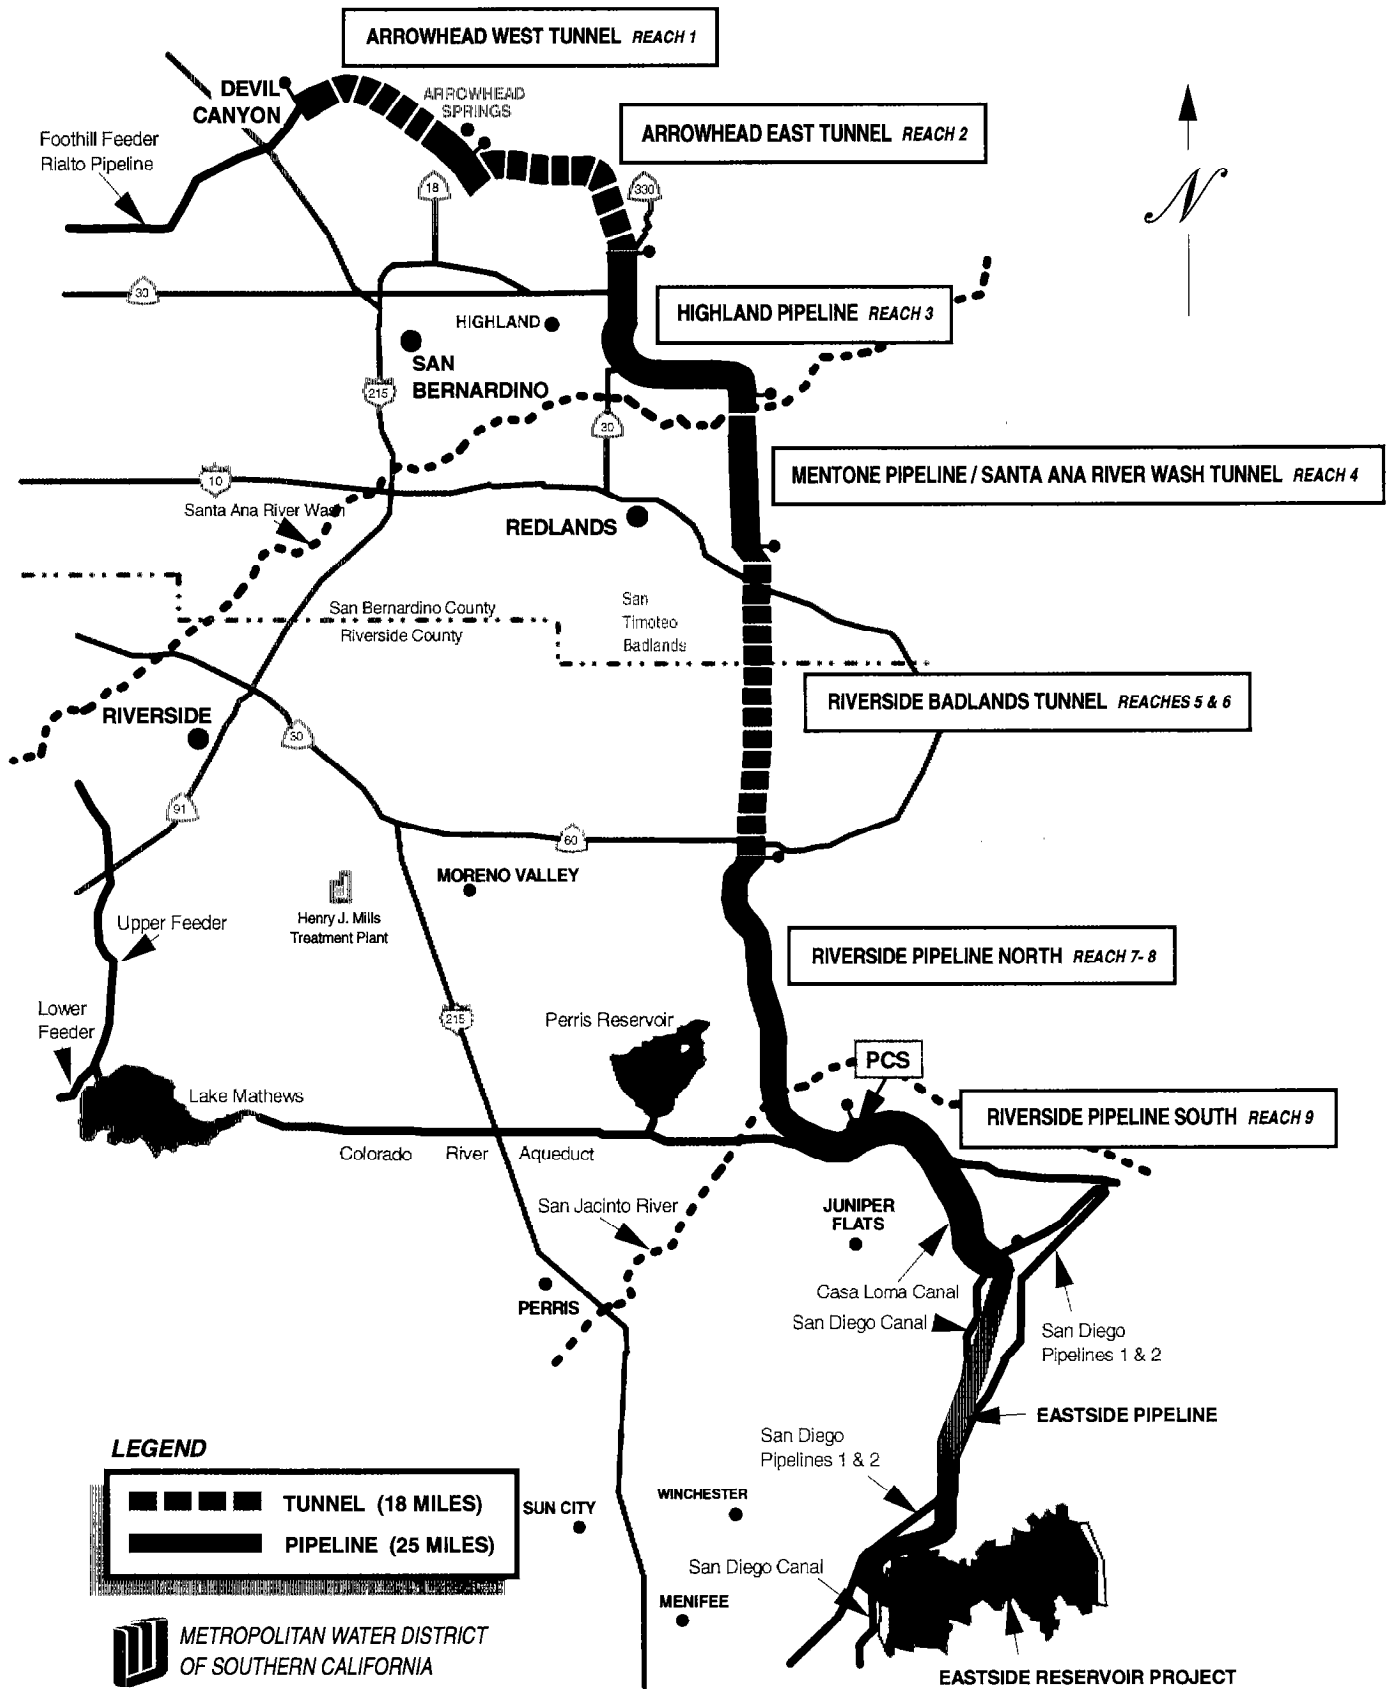 ARROWHEAD WEST TUNNEL REACH 1
DEVIL
CANYON
ARROWHEAD
SPRINGS
ARROWHEAD EAST TUNNEL REACH 2
Foothill Feeder
Rialto Pipeline
18
330
N
30
HIGHLAND PIPELINE REACH 3
HIGHLAND
SAN
BERNARDINO
215
30
MENTONE PIPELINE / SANTA ANA RIVER WASH TUNNEL REACH 4
10
Santa Ana River Wash
REDLANDS
San Bernardino County
Riverside County
San
Timoteo
Badlands
RIVERSIDE BADLANDS TUNNEL REACHES 5 & 6
RIVERSIDE
60
91
60
MORENO VALLEY
Henry J. Mills
Treatment Plant
Upper Feeder
RIVERSIDE PIPELINE NORTH REACH 7-8
Lower
Feeder
215
Perris Reservoir
PCS
Lake Mathews
RIVERSIDE PIPELINE SOUTH REACH 9
Colorado River Aqueduct
San Jacinto River
JUNIPER
FLATS
Casa Loma Canal
PERRIS
San Diego Canal
San Diego
Pipelines 1 & 2
EASTSIDE PIPELINE
San Diego
Pipelines 1 & 2
LEGEND
TUNNEL (18 MILES)
PIPELINE (25 MILES)
SUN CITY
WINCHESTER
San Diego Canal
MENIFEE
METROPOLITAN WATER DISTRICT
OF SOUTHERN CALIFORNIA
EASTSIDE RESERVOIR PROJECT